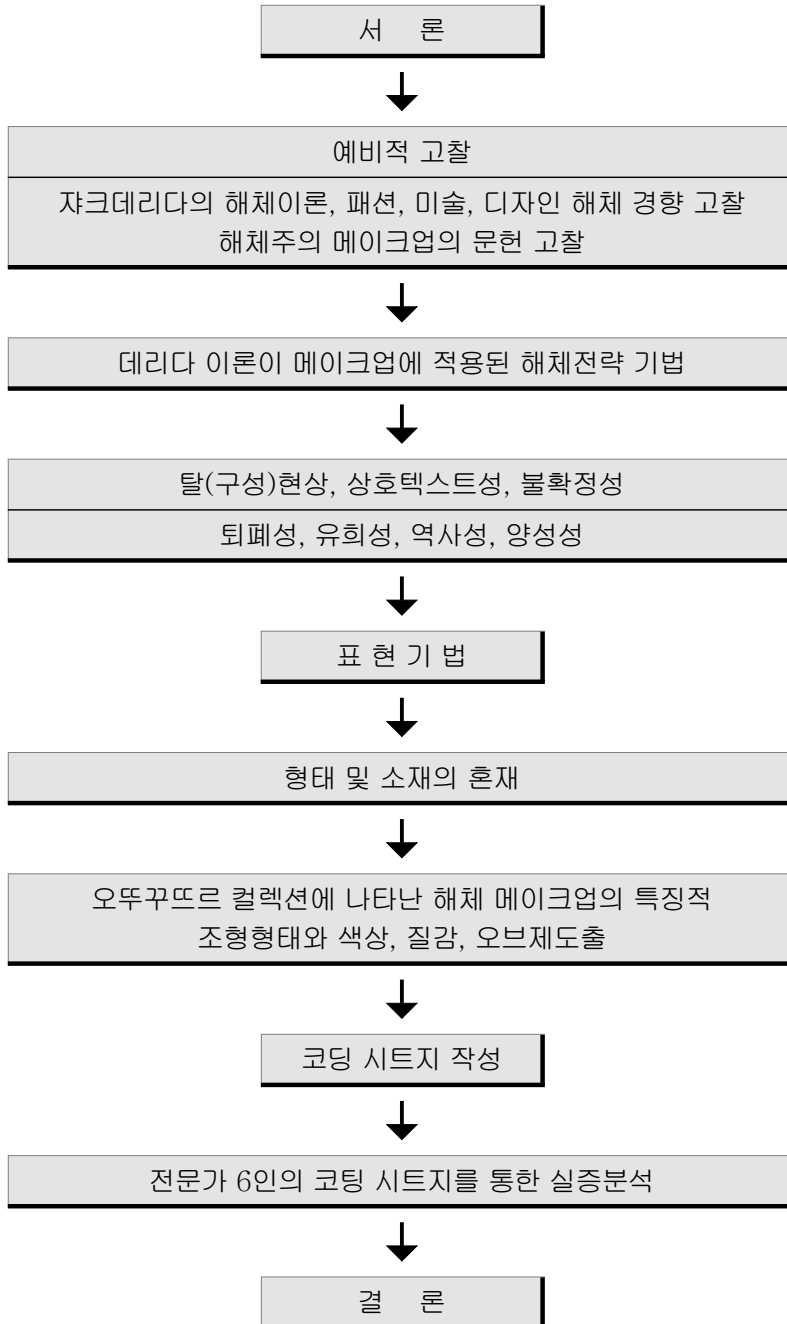 서 론
예비적 고찰
쟈크데리다의 해체이론, 패션, 미술, 디자인 해체 경향 고찰
해체주의 메이크업의 문헌 고찰
데리다 이론이 메이크업에 적용된 해체전략 기법
탈(구성)현상, 상호텍스트성, 불확정성
퇴폐성, 유희성, 역사성, 양성성
표 현 기 법
형태 및 소재의 혼재
오뚜꾸뜨르 컬렉션에 나타난 해체 메이크업의 특징적
조형형태와 색상, 질감, 오브제도출
코딩 시트지 작성
전문가 6인의 코팅 시트지를 통한 실증분석
결 론